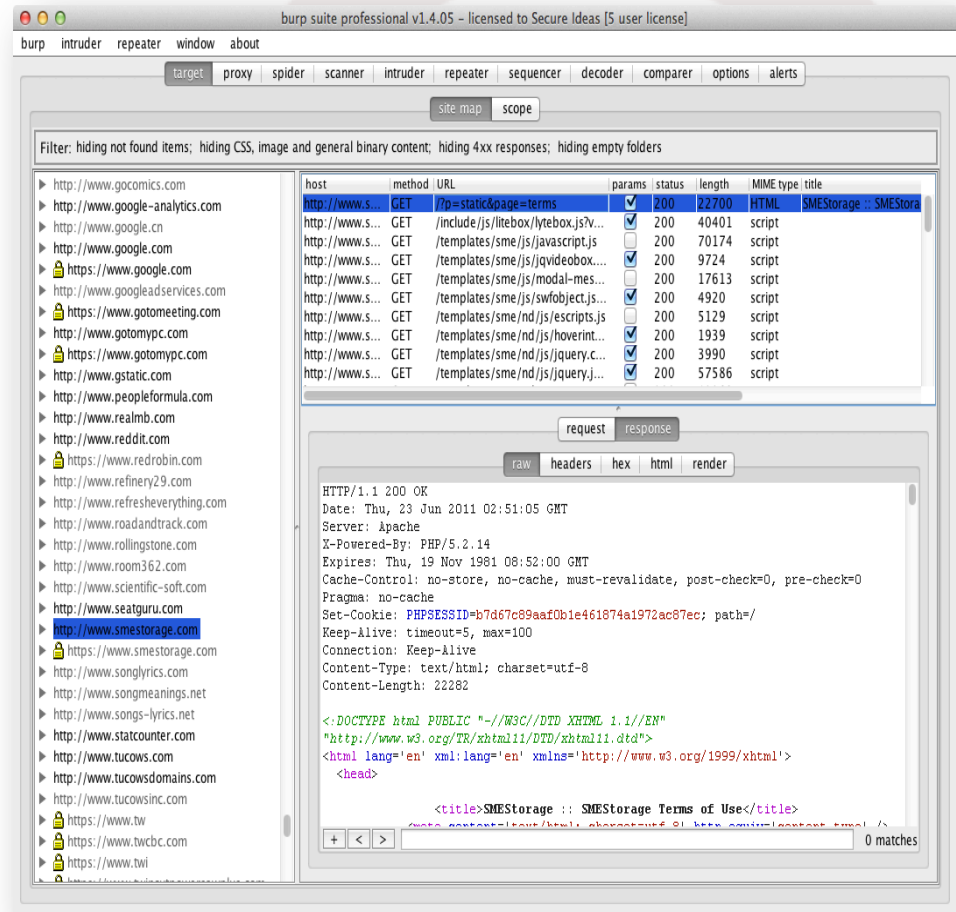 burp suite professional v1.4.05 – licensed to Secure Ideas [5 user license]
burp intruder repeater window about
target proxy spider scanner intruder repeater sequencer decoder comparer options alerts
site map scope
Filter: hiding not found items; hiding CSS, image and general binary content; hiding 4xx responses; hiding empty folders
http://www.gocomics.com
http://www.google-analytics.com
http://www.google.cn
http://www.google.com
https://www.google.com
http://www.googleadservices.com
https://www.gotomeeting.com
http://www.gotomypc.com
https://www.gotomypc.com
http://www.gstatic.com
http://www.peopleformula.com
http://www.realmb.com
http://www.reddit.com
https://www.redrobin.com
http://www.refinery29.com
http://www.refresheverything.com
http://www.roadandtrack.com
http://www.rollingstone.com
http://www.room362.com
http://www.scientific-soft.com
http://www.seatguru.com
http://www.smestorage.com
https://www.smestorage.com
http://www.songlyrics.com
http://www.songmeanings.net
http://www.songs-lyrics.net
http://www.statcounter.com
http://www.tucows.com
http://www.tucowsdomains.com
http://www.tucowsinc.com
https://www.tw
https://www.twcbc.com
https://www.twi
host method URL params status length MIME type title
http://www.s... GET /?p=static&page=terms 200 22700 HTML SMEStorage :: SMEStora
http://www.s... GET /include/js/litebox/lytebox.js?v... 200 40401 script
http://www.s... GET /templates/sme/js/javascript.js 200 70174 script
http://www.s... GET /templates/sme/js/jqvideobox.... 200 9724 script
http://www.s... GET /templates/sme/js/modal-mes... 200 17613 script
http://www.s... GET /templates/sme/js/swfobject.js... 200 4920 script
http://www.s... GET /templates/sme/nd/js/escripts.js 200 5129 script
http://www.s... GET /templates/sme/nd/js/hoverint... 200 1939 script
http://www.s... GET /templates/sme/nd/js/jquery.c... 200 3990 script
http://www.s... GET /templates/sme/nd/js/jquery.j... 200 57586 script
request response
raw headers hex html render
HTTP/1.1 200 OK
Date: Thu, 23 Jun 2011 02:51:05 GMT
Server: Apache
X-Powered-By: PHP/5.2.14
Expires: Thu, 19 Nov 1981 08:52:00 GMT
Cache-Control: no-store, no-cache, must-revalidate, post-check=0, pre-check=0
Pragma: no-cache
Set-Cookie: PHPSESSID=b7d67c89aaf0b1e461874a1972ac87ec; path=/
Keep-Alive: timeout=5, max=100
Connection: Keep-Alive
Content-Type: text/html; charset=utf-8
Content-Length: 22282
<!DOCTYPE html PUBLIC "-//W3C//DTD XHTML 1.1//EN"
"http://www.w3.org/TR/xhtml11/DTD/xhtml11.dtd">
<html lang='en' xml:lang='en' xmlns='http://www.w3.org/1999/xhtml'>
<head>
<title>SMEStorage :: SMEStorage Terms of Use</title>
<meta content='text/html; charset=utf-8' http-equiv='content-type' />
+ < > 0 matches